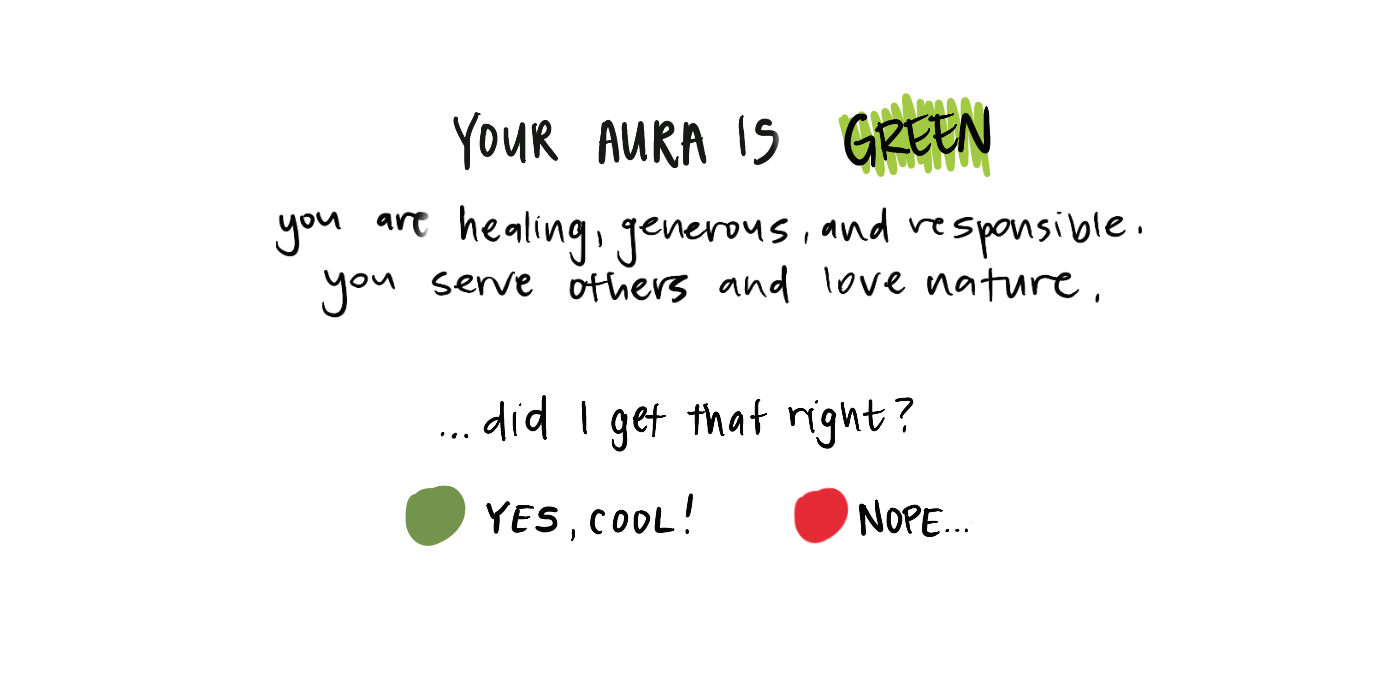 YOUR AURA IS GREEN
you are healing, generous, and responsible.
you serve others and love nature.
...did I get that right?
YES, COOL! NOPE...